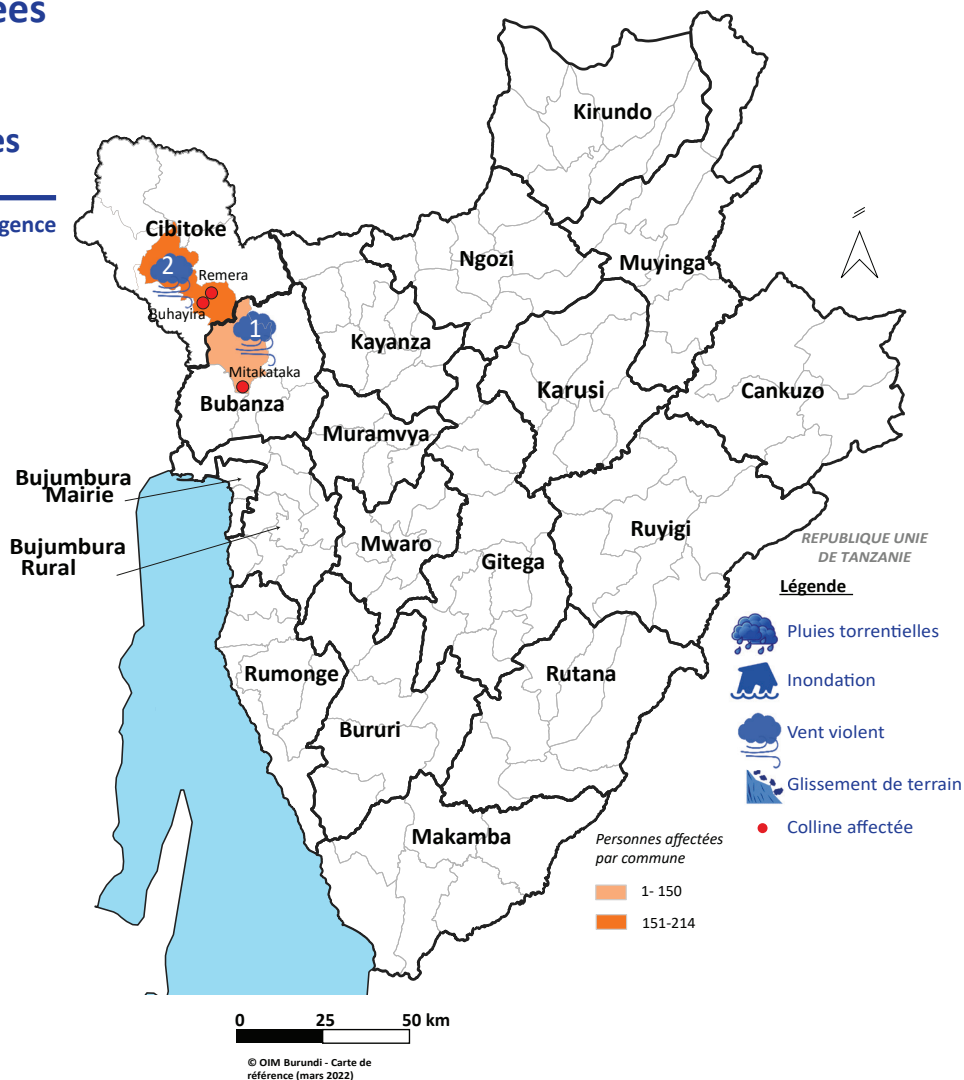 ées
es
gence
Kirundo
Cibitoke
Ngozi
Muyinga
2
Remera
Buhayira
1
Kayanza
Mitakataka
Karusi
Cankuzo
Bubanza
Muramvya
Bujumbura
Mairie
Ruyigi
Bujumbura
Rural
Mwaro
Gitega
REPUBLIQUE UNIE
DE TANZANIE
Légende
Pluies torrentielles
Inondation
Vent violent
Glissement de terrain
Colline affectée
Rumonge
Rutana
Bururi
Makamba
Personnes affectées
par commune
1- 150
151-214
0 25 50 km
© OIM Burundi - Carte de
référence (mars 2022)